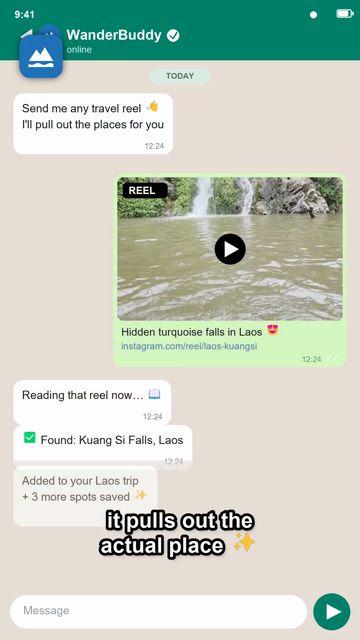 9:41
WanderBuddy
online
TODAY
Send me any travel reel 👋
I'll pull out the places for you
12:24
REEL
Hidden turquoise falls in Laos 😍
instagram.com/reel/laos-kuangsi
12:24
Reading that reel now... 📖
12:24
✅ Found: Kuang Si Falls, Laos
12:24
Added to your Laos trip
+ 3 more spots saved ✨
it pulls out the
actual place ✨
Message